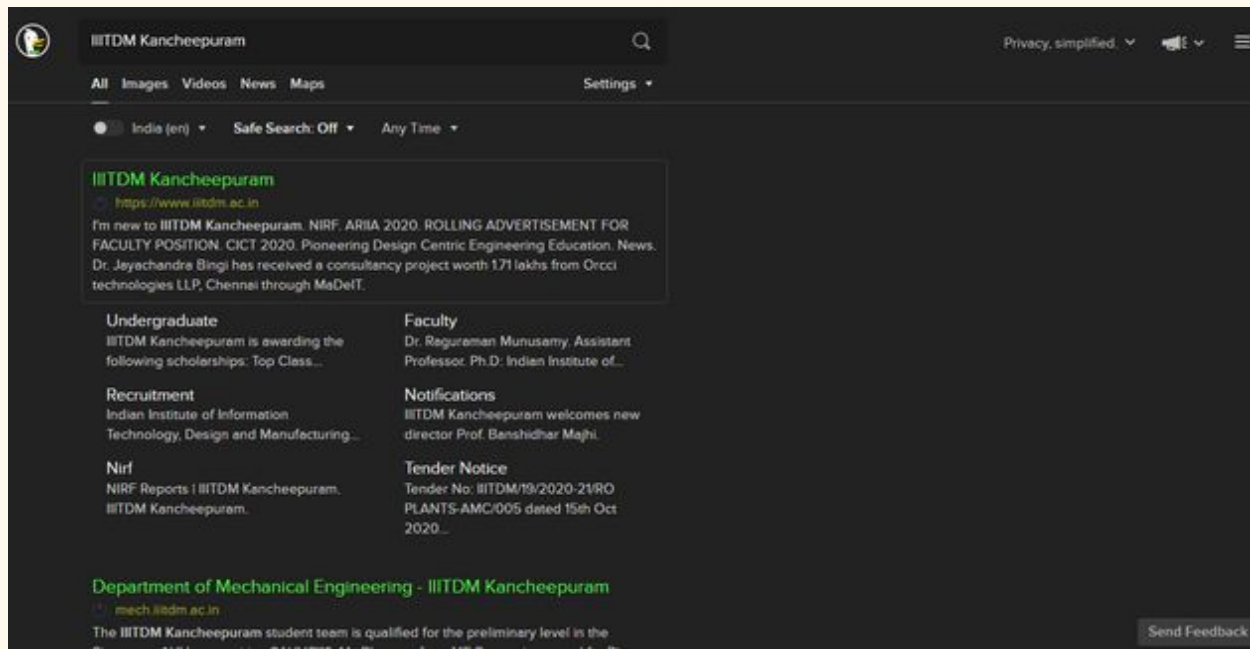 IIITDM Kancheepuram
Privacy, simplified.
All Images Videos News Maps
Settings
India (en)
Safe Search: Off
Any Time
IIITDM Kancheepuram
https://www.iiitdm.ac.in
I'm new to IIITDM Kancheepuram. NIRF. ARIIA 2020. ROLLING ADVERTISEMENT FOR
FACULTY POSITION. CICT 2020. Pioneering Design Centric Engineering Education. News.
Dr. Jayachandra Bingi has received a consultancy project worth 1.71 lakhs from Orcci
technologies LLP, Chennai through MaDeIT.
Undergraduate
IIITDM Kancheepuram is awarding the
following scholarships: Top Class...
Faculty
Dr. Raguraman Munusamy. Assistant
Professor. Ph.D: Indian Institute of...
Recruitment
Indian Institute of Information
Technology, Design and Manufacturing...
Notifications
IIITDM Kancheepuram welcomes new
director Prof. Banshidhar Majhi.
Nirf
NIRF Reports | IIITDM Kancheepuram.
IIITDM Kancheepuram.
Tender Notice
Tender No: IIITDM/19/2020-21/RO
PLANTS-AMC/005 dated 15th Oct
2020...
Department of Mechanical Engineering - IIITDM Kancheepuram
mech.iiitdm.ac.in
The IIITDM Kancheepuram student team is qualified for the preliminary level in the
Send Feedback